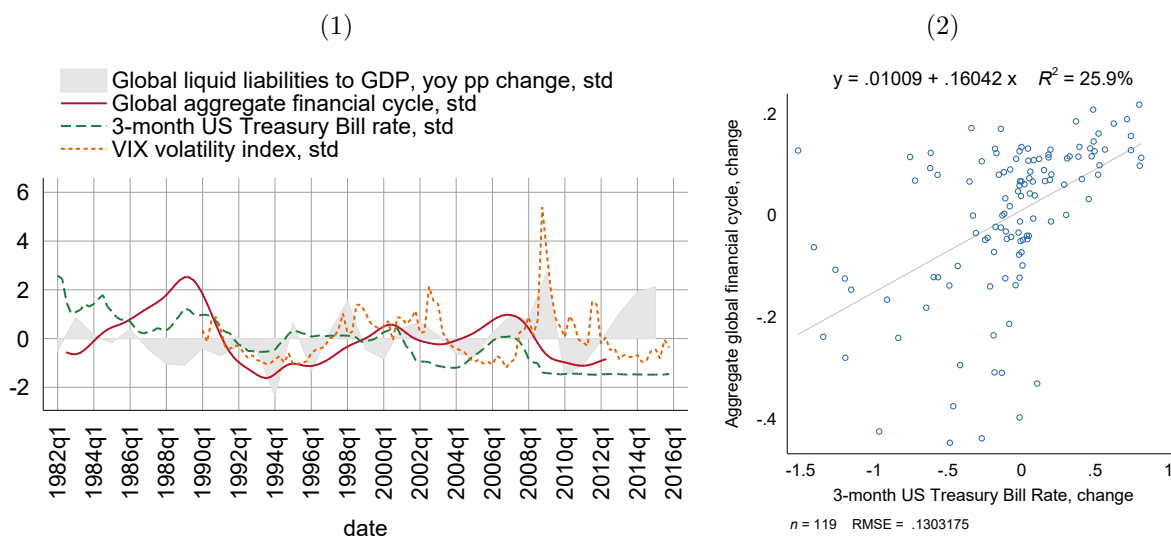 (1)
Global liquid liabilities to GDP, yoy pp change, std
Global aggregate financial cycle, std
3-month US Treasury Bill rate, std
VIX volatility index, std
6
4
2
0
-2
1982q1
1984q1
1986q1
1988q1
1990q1
1992q1
1994q1
1996q1
1998q1
2000q1
2002q1
2004q1
2006q1
2008q1
2010q1
2012q1
2014q1
2016q1
date
(2)
y = .01009 + .16042 x R² = 25.9%
Aggregate global financial cycle, change
.2
0
-.2
-.4
-1.5
-1
-.5
0
.5
1
3-month US Treasury Bill Rate, change
n = 119 RMSE = .1303175